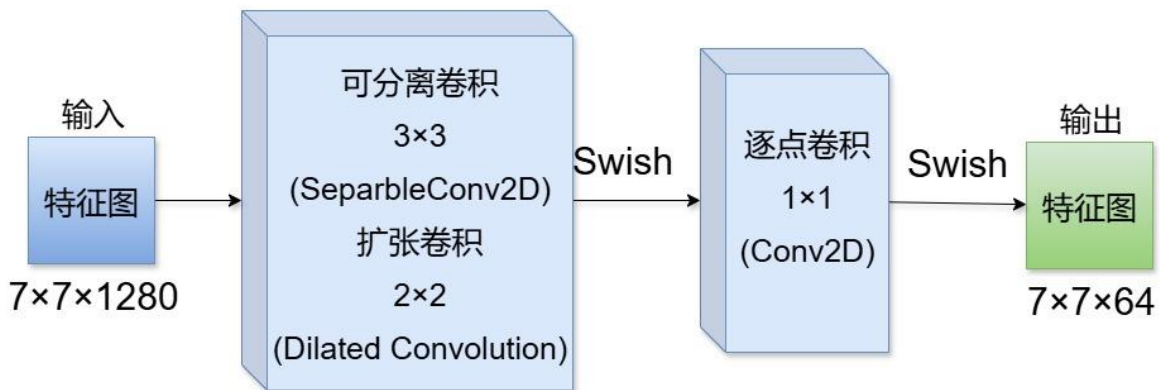 输入
特征图
7×7×1280
可分离卷积
3×3
(SeparbleConv2D)
扩张卷积
2×2
(Dilated Convolution)
Swish
逐点卷积
1×1
(Conv2D)
Swish
输出
特征图
7×7×64